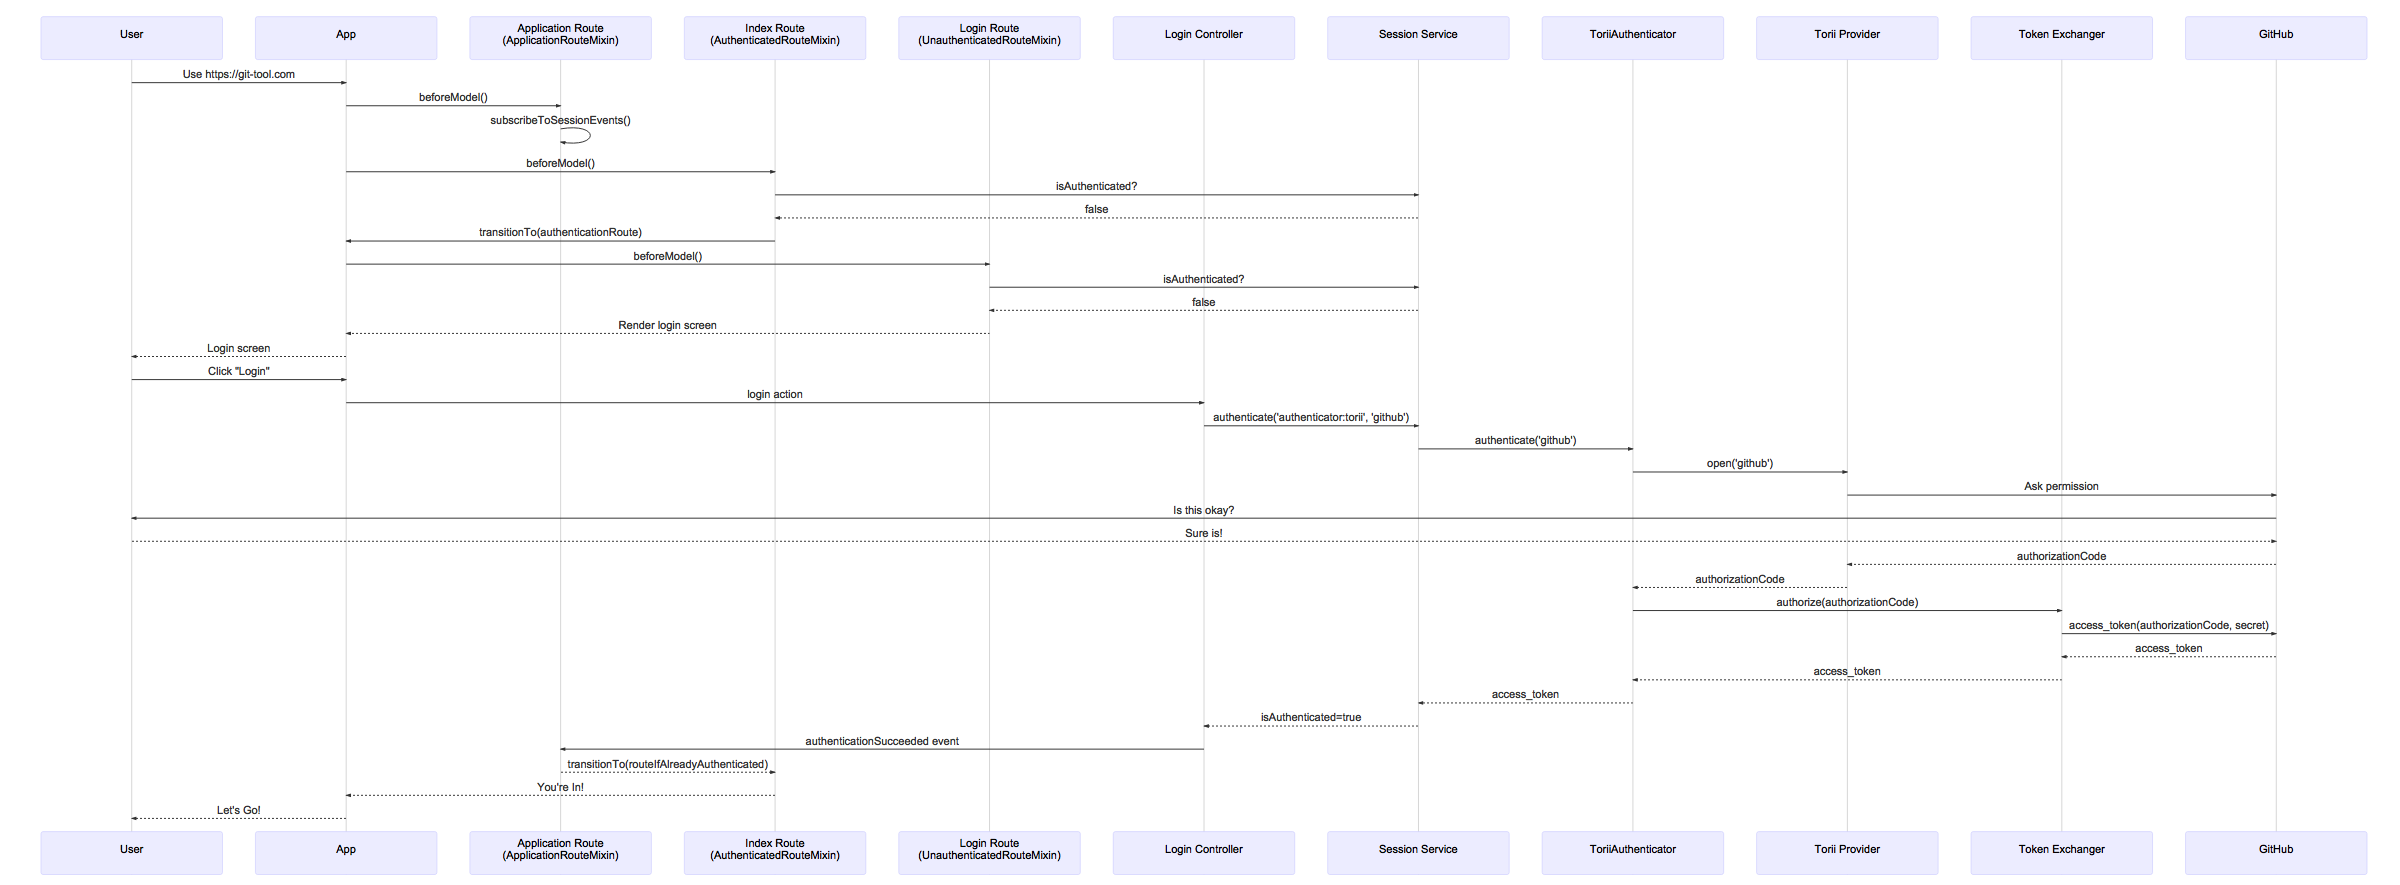 User
App
Application Route
(ApplicationRouteMixin)
Index Route
(AuthenticatedRouteMixin)
Login Route
(UnauthenticatedRouteMixin)
Login Controller
Session Service
ToriiAuthenticator
Torii Provider
Token Exchanger
GitHub
Use https://git-tool.com
beforeModel()
subscribeToSessionEvents()
beforeModel()
isAuthenticated?
false
transitionTo(authenticationRoute)
beforeModel()
isAuthenticated?
false
Render login screen
Login screen
Click "Login"
login action
authenticate('authenticator:torii', 'github')
authenticate('github')
open('github')
Ask permission
Is this okay?
Sure is!
authorizationCode
authorizationCode
authorize(authorizationCode)
access_token(authorizationCode, secret)
access_token
access_token
access_token
isAuthenticated=true
authenticationSucceeded event
transitionTo(routeIfAlreadyAuthenticated)
You're In!
Let's Go!
User
App
Application Route
(ApplicationRouteMixin)
Index Route
(AuthenticatedRouteMixin)
Login Route
(UnauthenticatedRouteMixin)
Login Controller
Session Service
ToriiAuthenticator
Torii Provider
Token Exchanger
GitHub